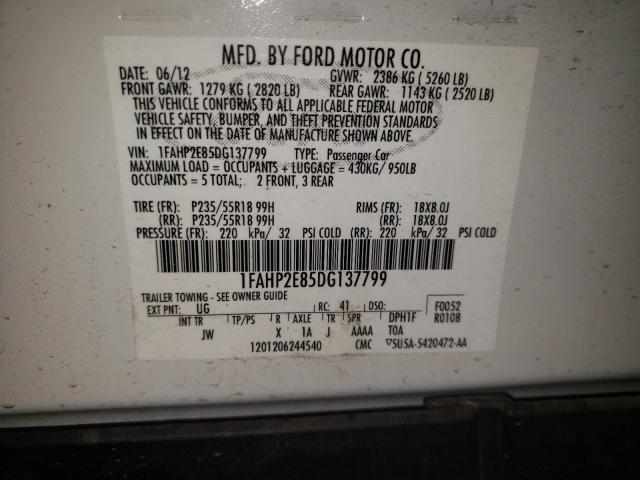 MFD. BY FORD MOTOR CO.
DATE: 06/12 GVWR: 2386 KG ( 5260 LB)
FRONT GAWR: 1279 KG ( 2820 LB) REAR GAWR: 1143 KG ( 2520 LB)
THIS VEHICLE CONFORMS TO ALL APPLICABLE FEDERAL MOTOR
VEHICLE SAFETY, BUMPER, AND THEFT PREVENTION STANDARDS
IN EFFECT ON THE DATE OF MANUFACTURE SHOWN ABOVE.
VIN: 1FAHP2E85DG137799 TYPE: Passenger Car
MAXIMUM LOAD = OCCUPANTS + LUGGAGE = 430KG/ 950LB
OCCUPANTS = 5 TOTAL; 2 FRONT, 3 REAR
TIRE (FR): P235/55R18 99H RIMS (FR): 18X8.0J
(RR): P235/55R18 99H (RR): 18X8.0J
PRESSURE (FR): 220 kPa/ 32 PSI COLD (RR): 220 kPa/ 32 PSI COLD
1FAHP2E85DG137799
TRAILER TOWING - SEE OWNER GUIDE
EXT PNT: UG RC: 41 DSO: F0052
INT TR TP/PS R AXLE TR SPR DPH1F R0108
JW X 1A J AAAA TOA
1201206244540 CMC ▽5USA-5420472-AA